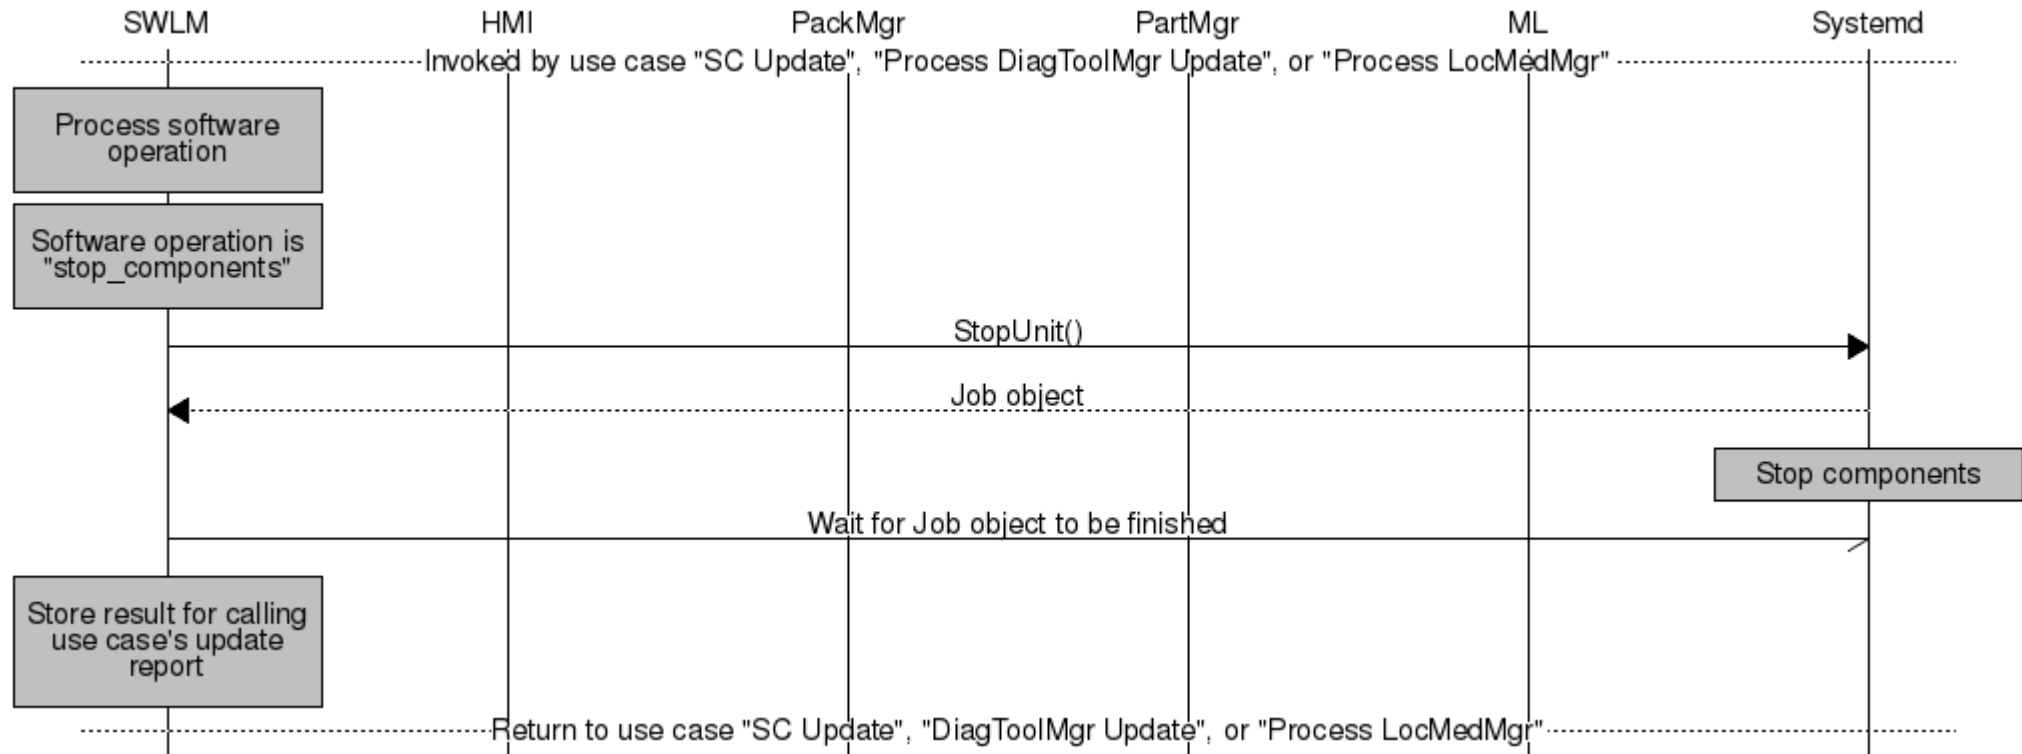 SWLM HMI PackMgr PartMgr ML Systemd
Invoked by use case "SC Update", "Process DiagToolMgr Update", or "Process LocMedMgr"
Process software
operation
Software operation is
"stop_components"
StopUnit()
Job object
Stop components
Wait for Job object to be finished
Store result for calling
use case's update
report
Return to use case "SC Update", "DiagToolMgr Update", or "Process LocMedMgr"